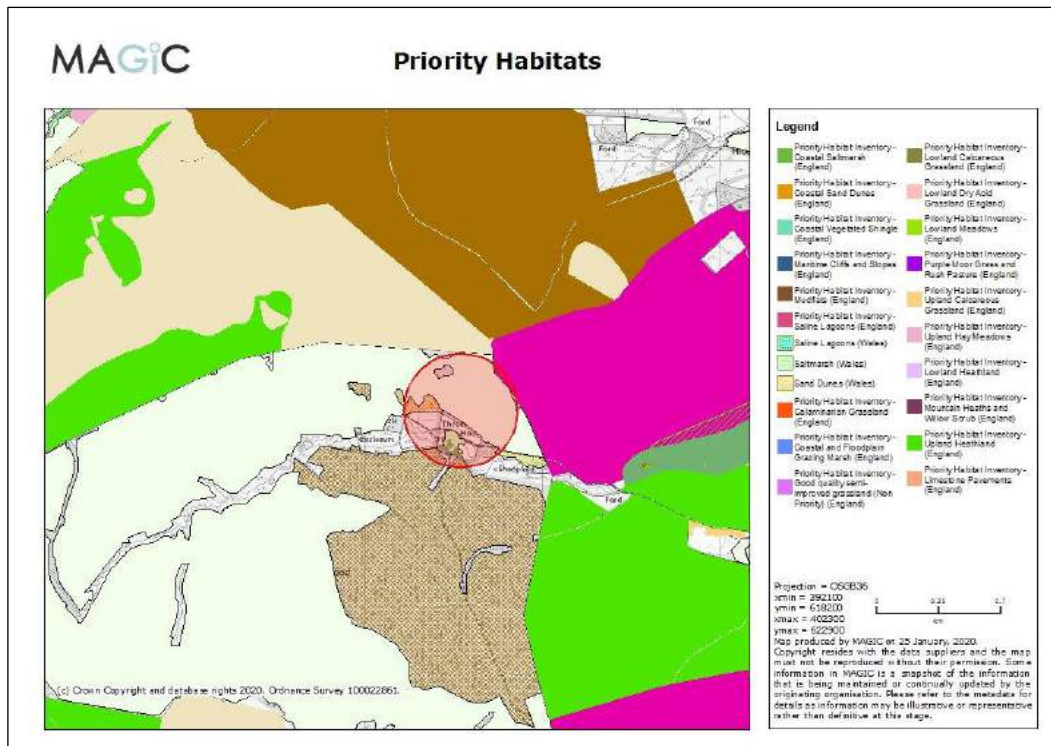 MAGiC
Priority Habitats
Ford
Ford
Ford
(c) Crown Copyright and database rights 2020. Ordnance Survey 100022861.
Legend
Priority Habitat Inventory -
Coastal Saltmarsh
(England)
Priority Habitat Inventory -
Coastal Sand Dunes
(England)
Priority Habitat Inventory -
Coastal Vegetated Shingle
(England)
Priority Habitat Inventory -
Maritime Cliffs and Slopes
(England)
Priority Habitat Inventory -
Mudflats (England)
Priority Habitat Inventory -
Saline Lagoons (England)
Saline Lagoons (Wales)
Saltmarsh (Wales)
Sand Dunes (Wales)
Priority Habitat Inventory -
Calaminarian Grassland
(England)
Priority Habitat Inventory -
Coastal and Floodplain
Grazing Marsh (England)
Priority Habitat Inventory -
Good quality semi-
improved grassland (Non
Priority) (England)
Priority Habitat Inventory -
Lowland Calcareous
Grassland (England)
Priority Habitat Inventory -
Lowland Dry Acid
Grassland (England)
Priority Habitat Inventory -
Lowland Meadows
(England)
Priority Habitat Inventory -
Purple Moor Grass and
Rush Pasture (England)
Priority Habitat Inventory -
Upland Calcareous
Grassland (England)
Priority Habitat Inventory -
Upland Hay Meadows
(England)
Priority Habitat Inventory -
Lowland Heathland
(England)
Priority Habitat Inventory -
Mountain Heaths and
Willow Scrub (England)
Priority Habitat Inventory -
Upland Heathland
(England)
Priority Habitat Inventory -
Limestone Pavements
(England)
Projection = OSGB36
xmin = 392100
ymin = 618200
xmax = 402300
ymax = 622900
0 0.35 0.7
km
Map produced by MAGIC on 25 January, 2020.
Copyright resides with the data suppliers and the map
must not be reproduced without their permission. Some
information in MAGIC is a snapshot of the information
that is being maintained or continually updated by the
originating organisation. Please refer to the metadata for
details as information may be illustrative or representative
rather than definitive at this stage.